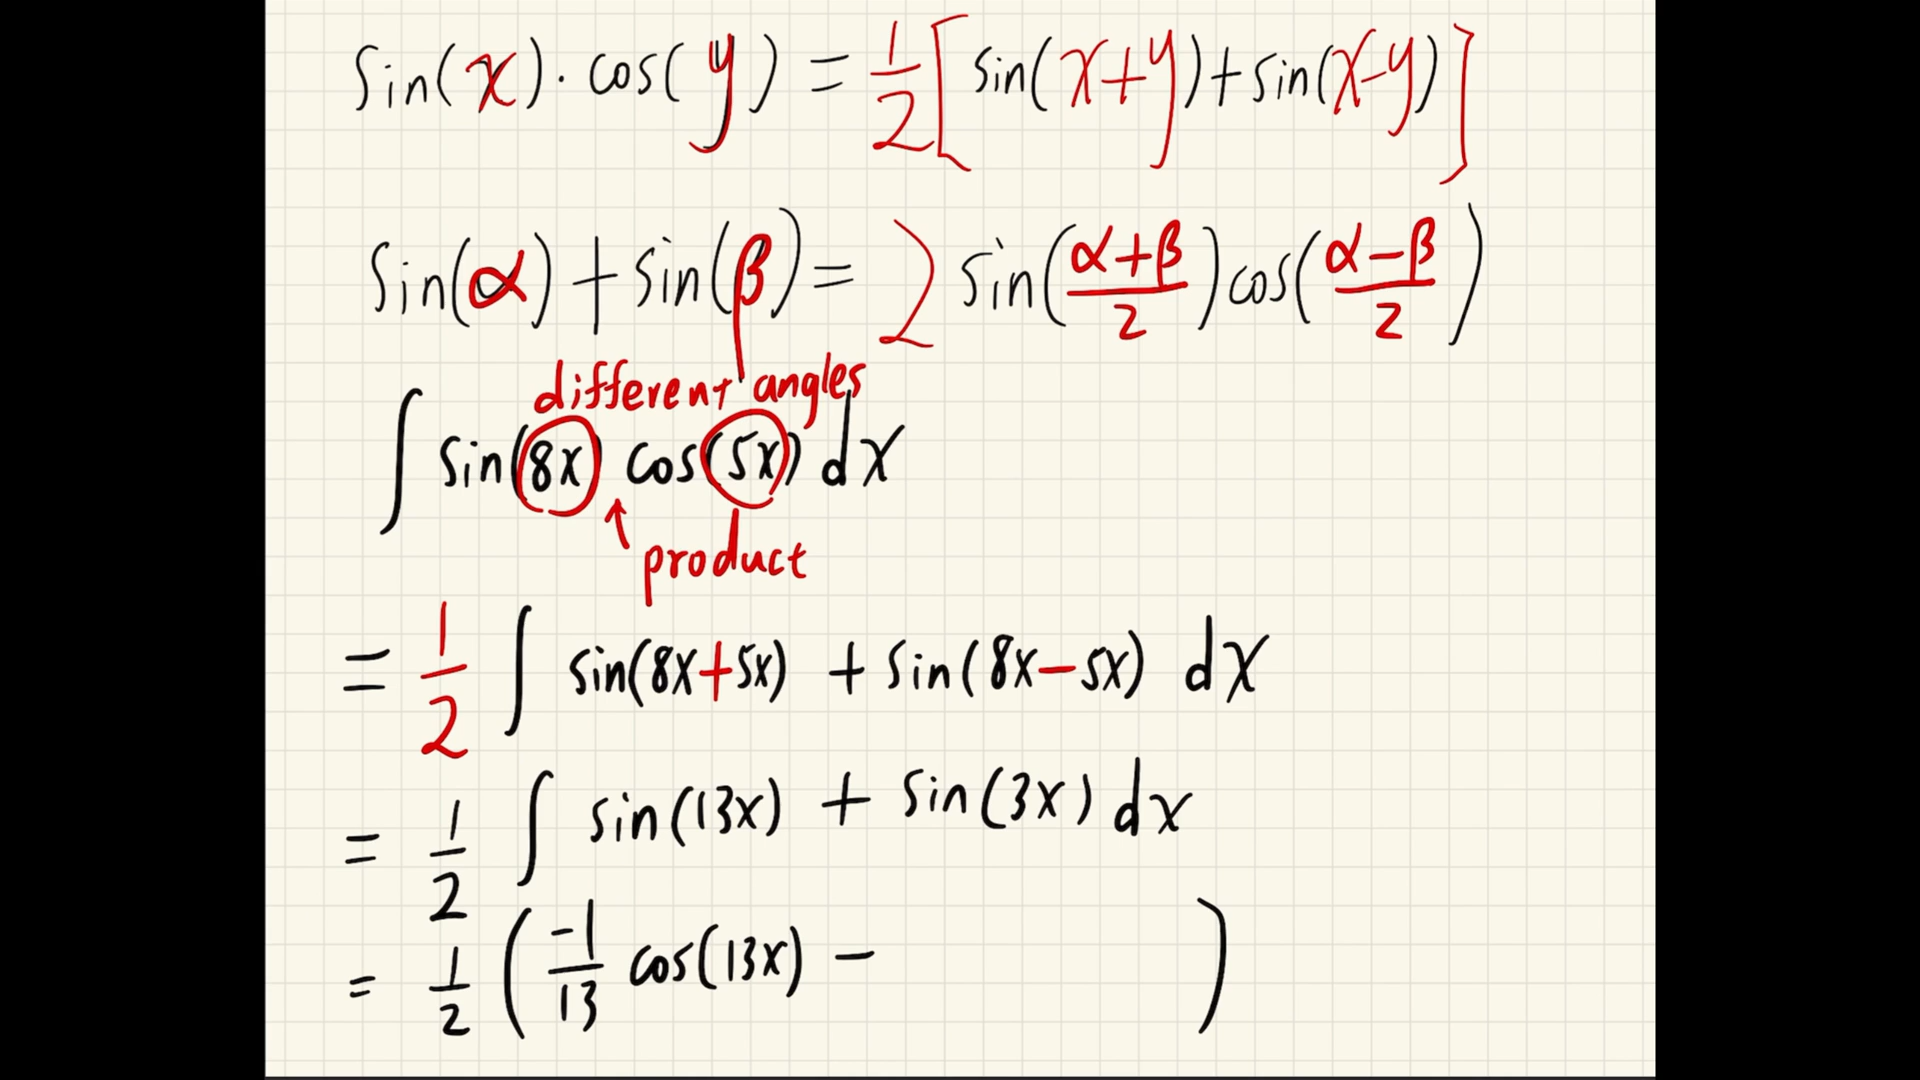 sin(x)·cos(y) = 1/2 [sin(x+y)+sin(x-y)]
sin(α)+sin(β) = 2 sin(α+β/2)cos(α-β/2)
different angles
∫ sin(8x) cos(5x) dx
↑ product
= 1/2 ∫ sin(8x+5x) + sin(8x-5x) dx
= 1/2 ∫ sin(13x) + sin(3x) dx
= 1/2 ( -1/13 cos(13x) - )